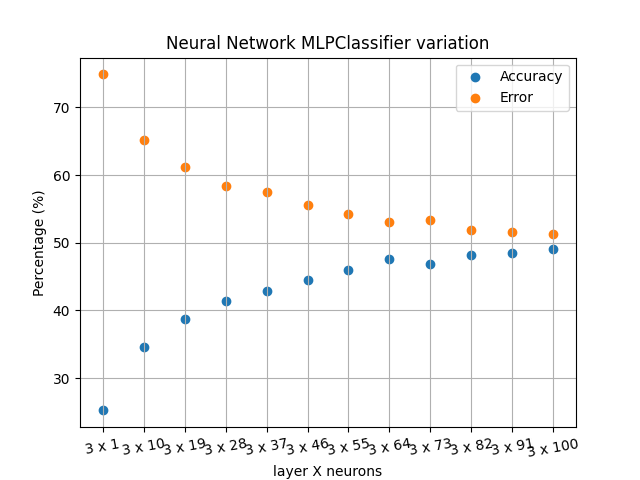 Neural Network MLPClassifier variation
Accuracy
Error
70
60
50
40
30
Percentage (%)
3 x 1
3 x 10
3 x 19
3 x 28
3 x 37
3 x 46
3 x 55
3 x 64
3 x 73
3 x 82
3 x 91
3 x 100
layer X neurons